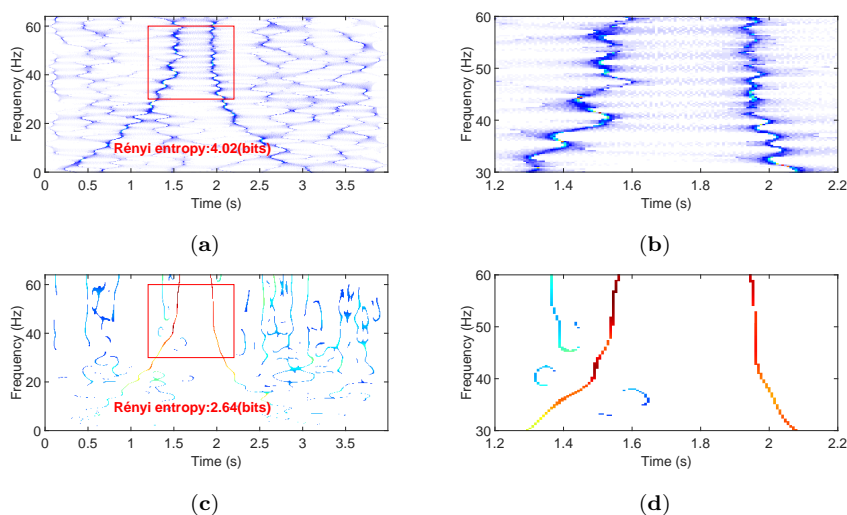 60
40
20
0
Frequency (Hz)
Rényi entropy:4.02(bits)
0 0.5 1 1.5 2 2.5 3 3.5
Time (s)
(a)
60
50
40
30
Frequency (Hz)
1.2 1.4 1.6 1.8 2 2.2
Time (s)
(b)
60
40
20
0
Frequency (Hz)
Rényi entropy:2.64(bits)
0 0.5 1 1.5 2 2.5 3 3.5
Time (s)
(c)
60
50
40
30
Frequency (Hz)
1.2 1.4 1.6 1.8 2 2.2
Time (s)
(d)